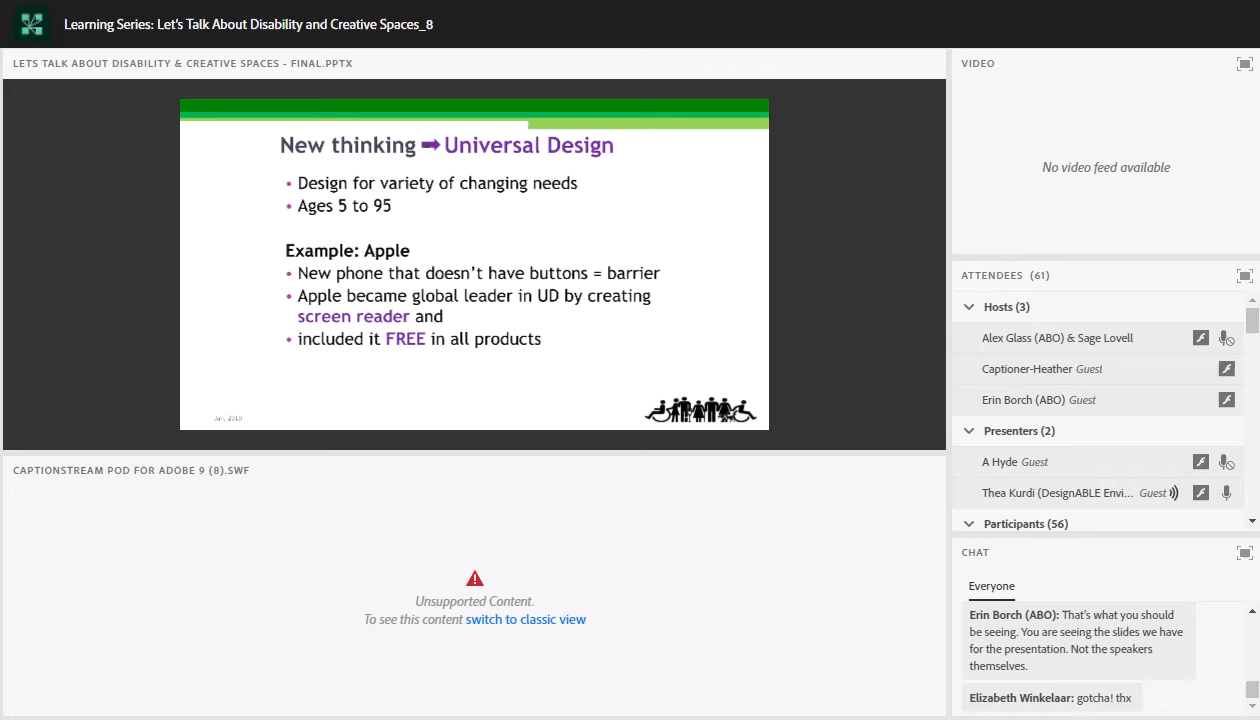 Learning Series: Let's Talk About Disability and Creative Spaces_8
LETS TALK ABOUT DISABILITY & CREATIVE SPACES - FINAL.PPTX
New thinking ➡ Universal Design
• Design for variety of changing needs
• Ages 5 to 95
Example: Apple
• New phone that doesn't have buttons = barrier
• Apple became global leader in UD by creating
screen reader and
• included it FREE in all products
Jan, 2019
CAPTIONSTREAM POD FOR ADOBE 9 (8).SWF
Unsupported Content.
To see this content switch to classic view
VIDEO
No video feed available
ATTENDEES (61)
Hosts (3)
Alex Glass (ABO) & Sage Lovell
Captioner-Heather Guest
Erin Borch (ABO) Guest
Presenters (2)
A Hyde Guest
Thea Kurdi (DesignABLE Envi... Guest
Participants (56)
CHAT
Everyone
Erin Borch (ABO): That's what you should
be seeing. You are seeing the slides we have
for the presentation. Not the speakers
themselves.
Elizabeth Winkelaar: gotcha! thx